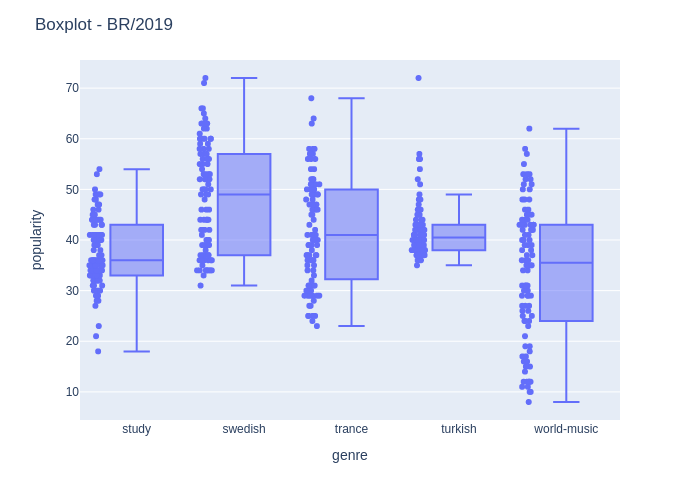 Boxplot - BR/2019
popularity
70
60
50
40
30
20
10
study
swedish
trance
turkish
world-music
genre